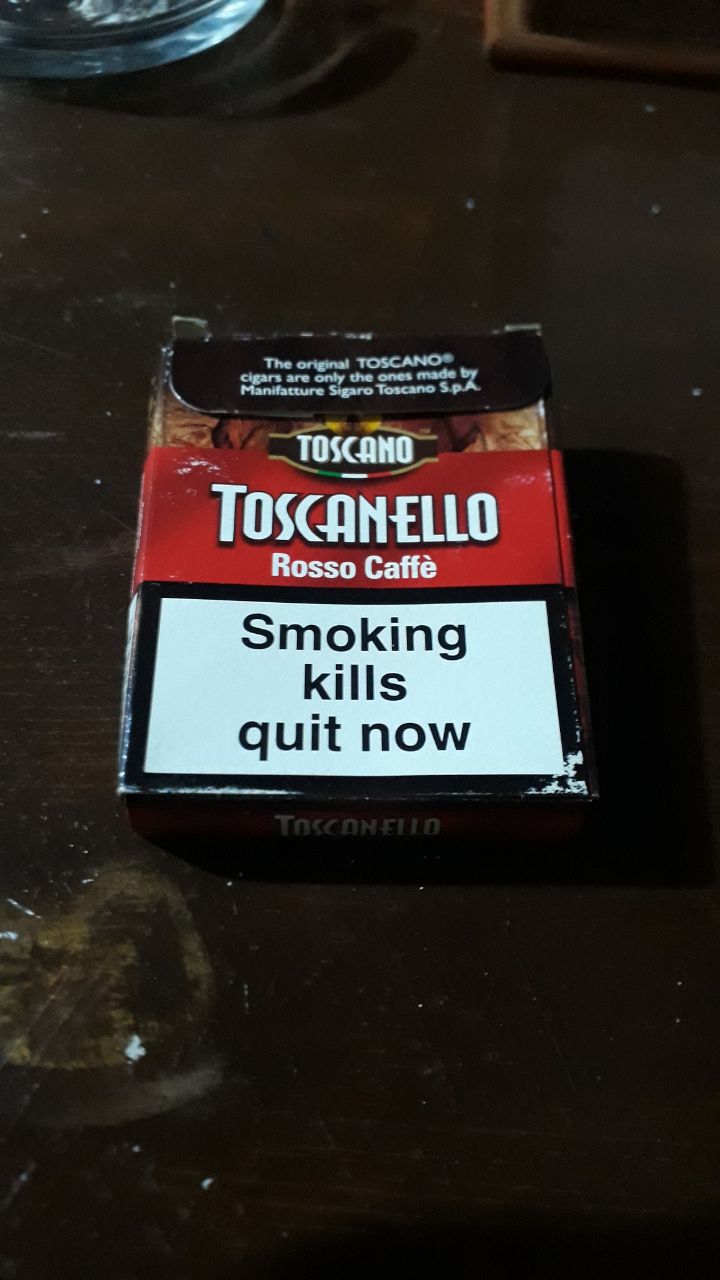 The original TOSCANO®
cigars are only the ones made by
Manifatture Sigaro Toscano S.p.A.
TOSCANO
TOSCANELLO
Rosso Caffè
Smoking
kills
quit now
TOSCANELLO